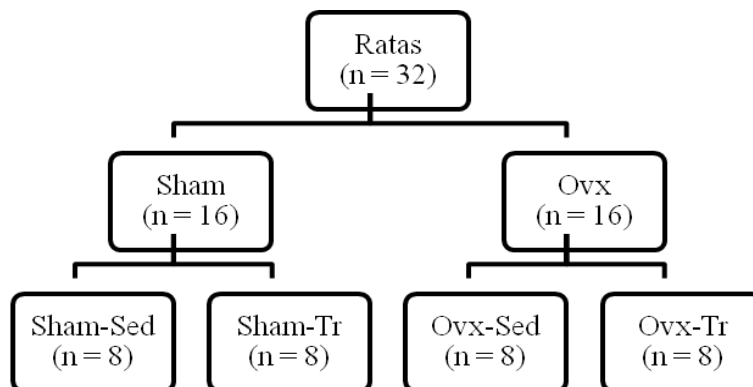 Ratas
(n = 32)
Sham
(n = 16)
Ovx
(n = 16)
Sham-Sed
(n = 8)
Sham-Tr
(n = 8)
Ovx-Sed
(n = 8)
Ovx-Tr
(n = 8)